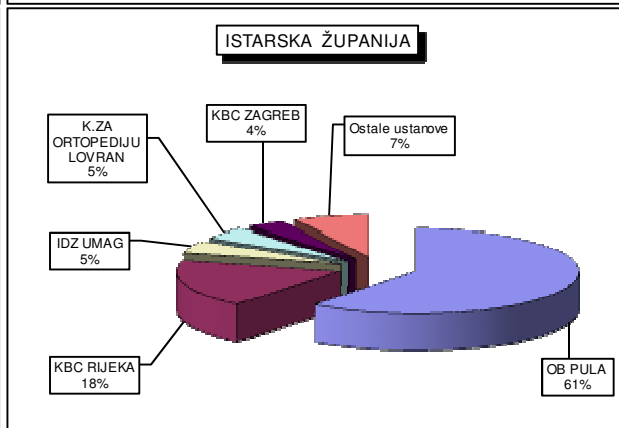 ISTARSKA ŽUPANIJA
KBC ZAGREB
4%
Ostale ustanove
7%
K.ZA
ORTOPEDIJU
LOVRAN
5%
IDZ UMAG
5%
KBC RIJEKA
18%
OB PULA
61%